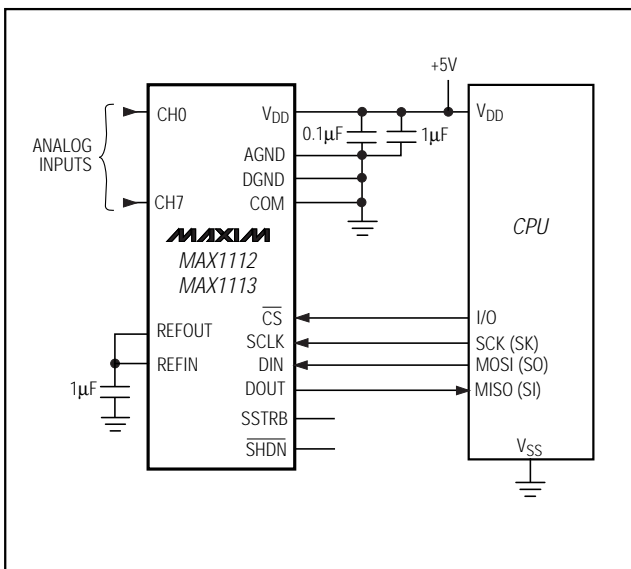 +5V
CH0
VDD
VDD
ANALOG
INPUTS
0.1µF
1µF
AGND
DGND
CH7
COM
MAXIM
MAX1112
MAX1113
CPU
CS
I/O
REFOUT
SCLK
SCK (SK)
REFIN
DIN
MOSI (SO)
1µF
DOUT
MISO (SI)
SSTRB
SHDN
VSS